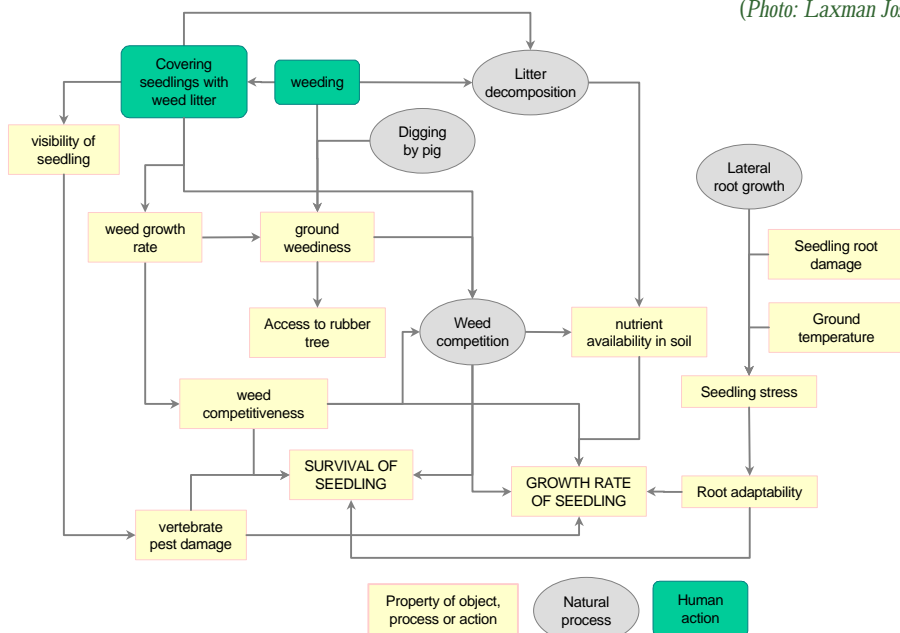 (Photo: Laxman Jos
Covering
seedlings with
weed litter
weeding
Litter
decomposition
Digging
by pig
visibility of
seedling
Lateral
root growth
weed growth
rate
ground
weediness
Seedling root
damage
Access to rubber
tree
Weed
competition
nutrient
availability in soil
Ground
temperature
weed
competitiveness
Seedling stress
SURVIVAL OF
SEEDLING
GROWTH RATE
OF SEEDLING
Root adaptability
vertebrate
pest damage
Property of object,
process or action
Natural
process
Human
action